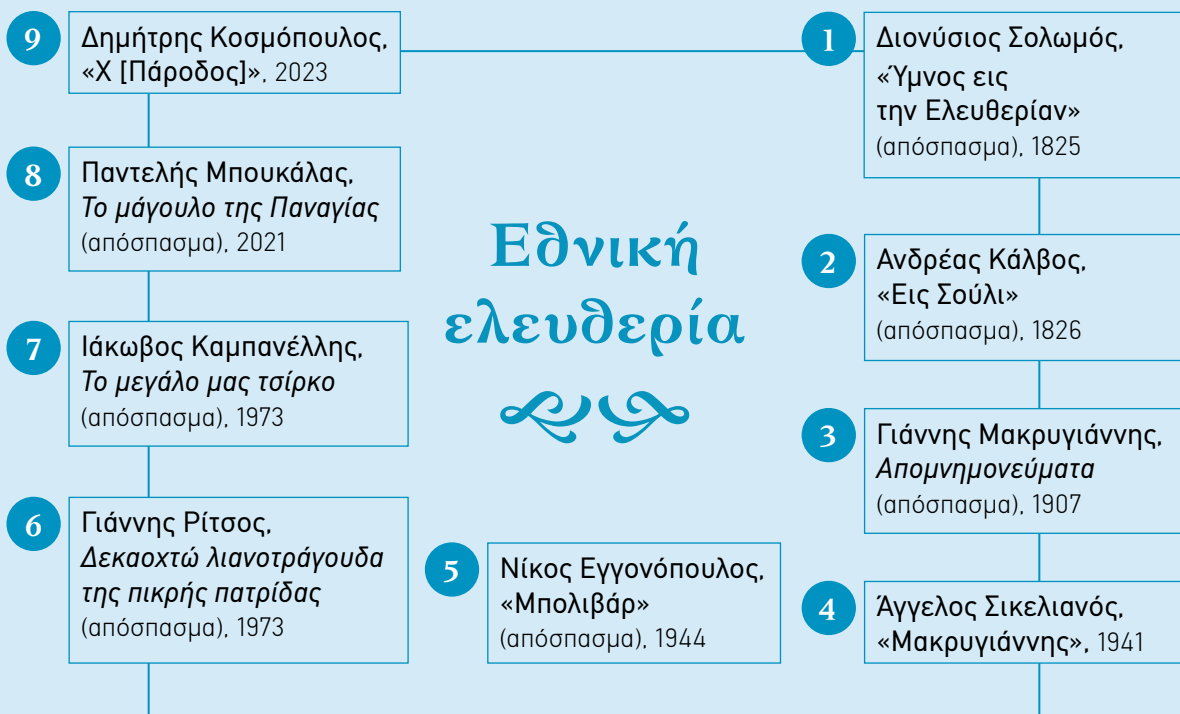 Εθνική
ελευθερία
1
Διονύσιος Σολωμός,
«Ύμνος εις
την Ελευθερίαν»
(απόσπασμα), 1825
2
Ανδρέας Κάλβος,
«Εις Σούλι»
(απόσπασμα), 1826
3
Γιάννης Μακρυγιάννης,
Απομνημονεύματα
(απόσπασμα), 1907
4
Άγγελος Σικελιανός,
«Μακρυγιάννης», 1941
5
Νίκος Εγγονόπουλος,
«Μπολιβάρ»
(απόσπασμα), 1944
6
Γιάννης Ρίτσος,
Δεκαοχτώ λιανοτράγουδα
της πικρής πατρίδας
(απόσπασμα), 1973
7
Ιάκωβος Καμπανέλλης,
Το μεγάλο μας τσίρκο
(απόσπασμα), 1973
8
Παντελής Μπουκάλας,
Το μάγουλο της Παναγίας
(απόσπασμα), 2021
9
Δημήτρης Κοσμόπουλος,
«Χ [Πάροδος]», 2023